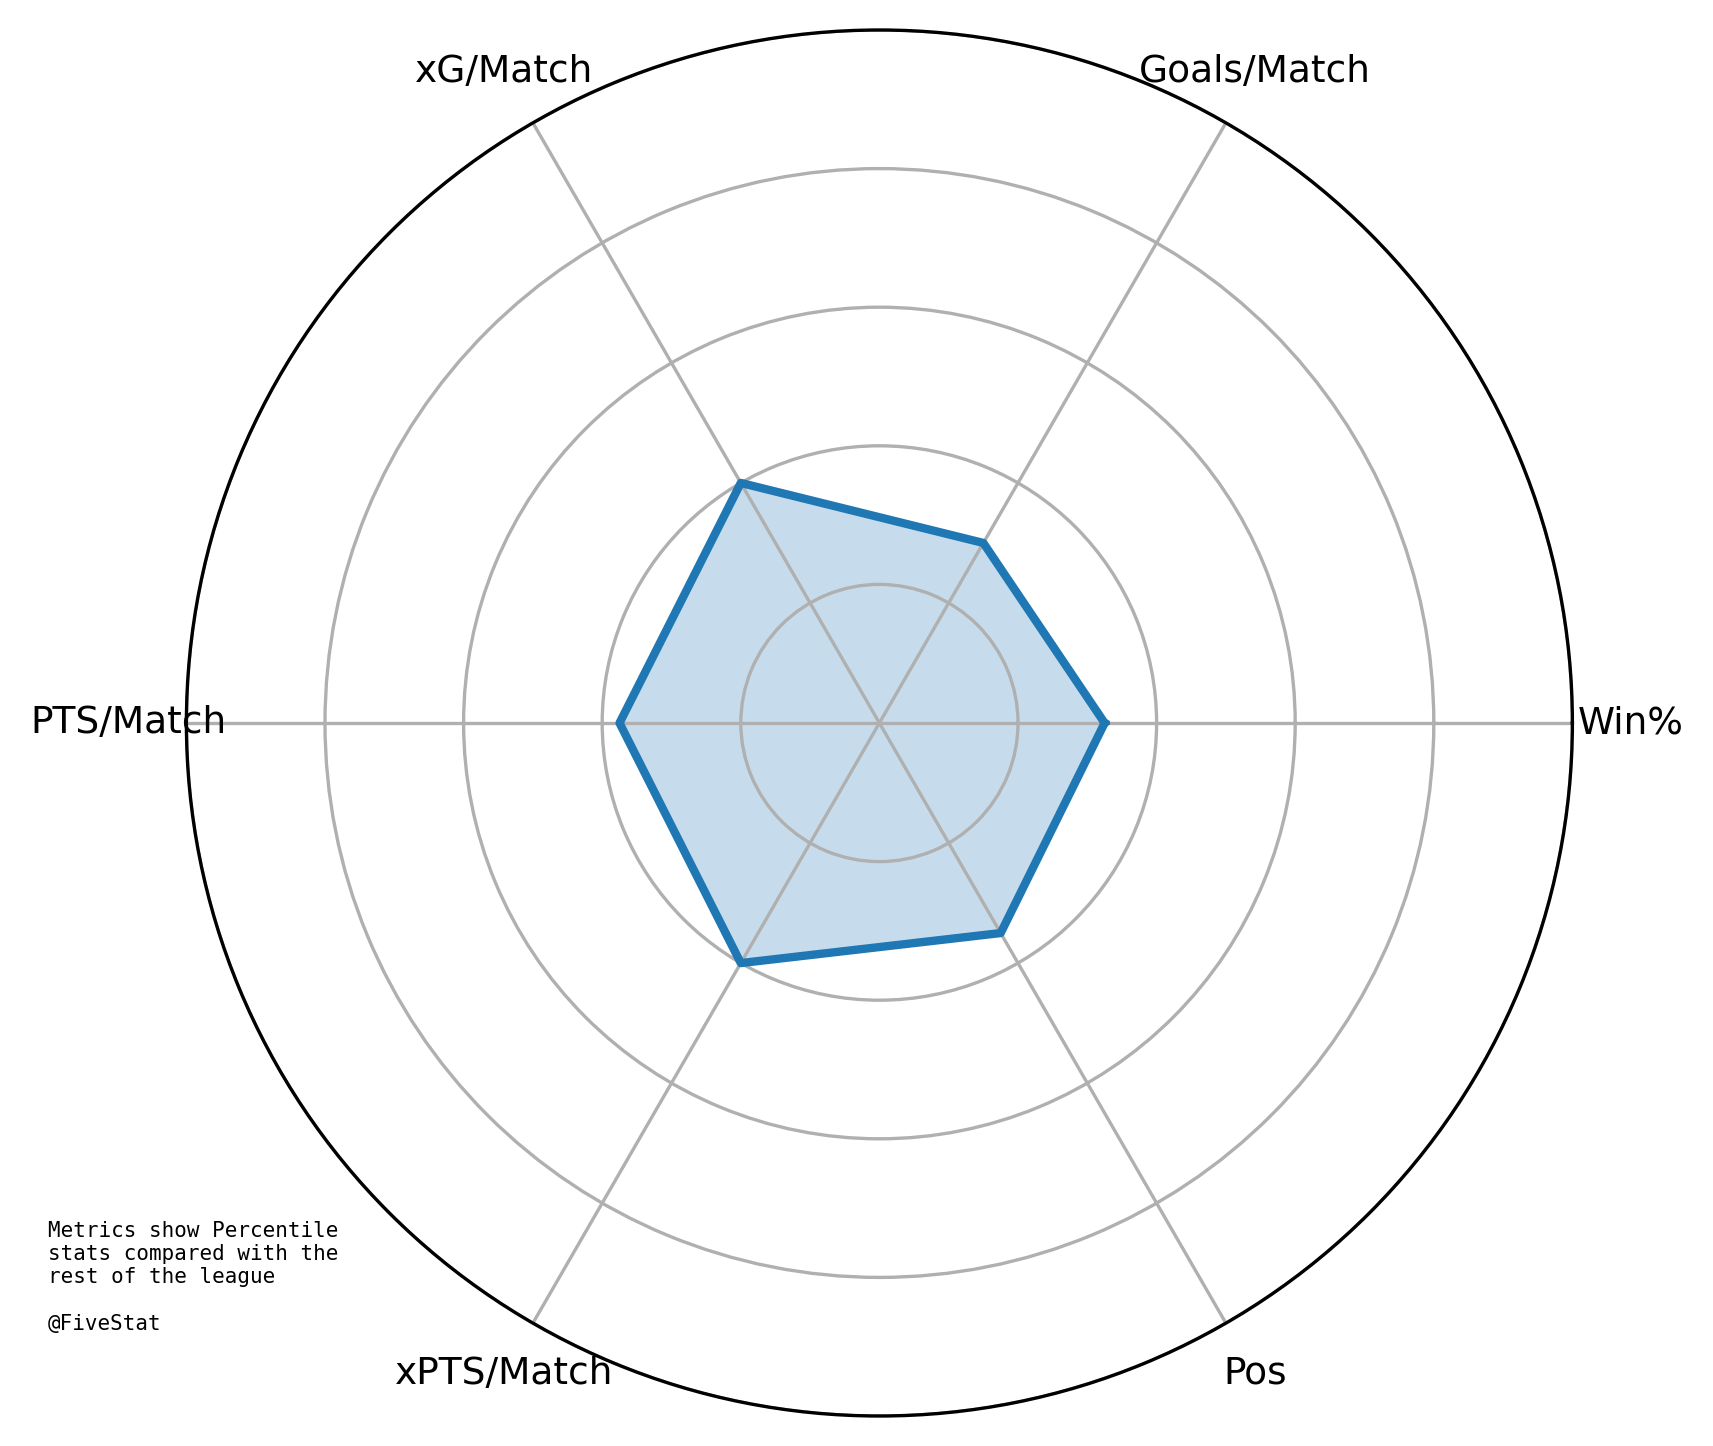 xG/Match
Goals/Match
PTS/Match
Win%
Metrics show Percentile
stats compared with the
rest of the league
@FiveStat
xPTS/Match
Pos